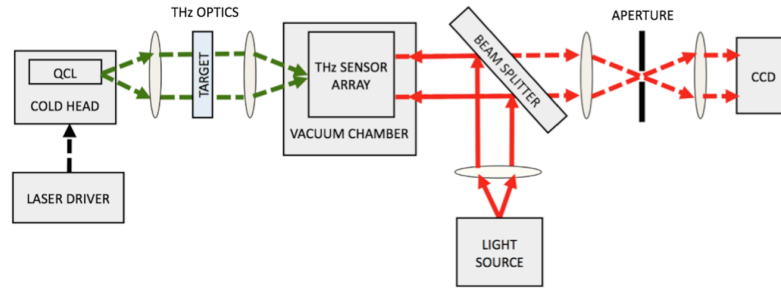 THz OPTICS
APERTURE
QCL
COLD HEAD
TARGET
THz SENSOR
ARRAY
VACUUM CHAMBER
BEAM SPLITTER
CCD
LASER DRIVER
LIGHT
SOURCE